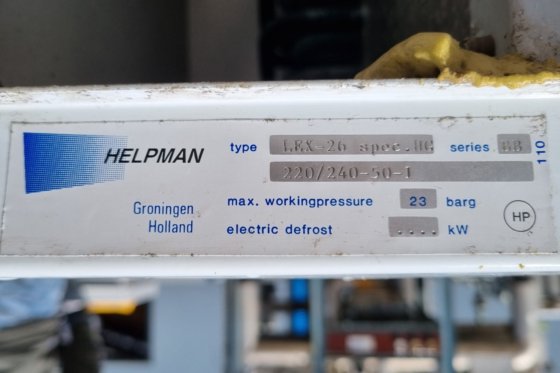 HELPMAN
Groningen
Holland
type LEX-26 spec.HG series BB
220/240-50-1
max. workingpressure 23 barg
electric defrost .... kW
110
HP